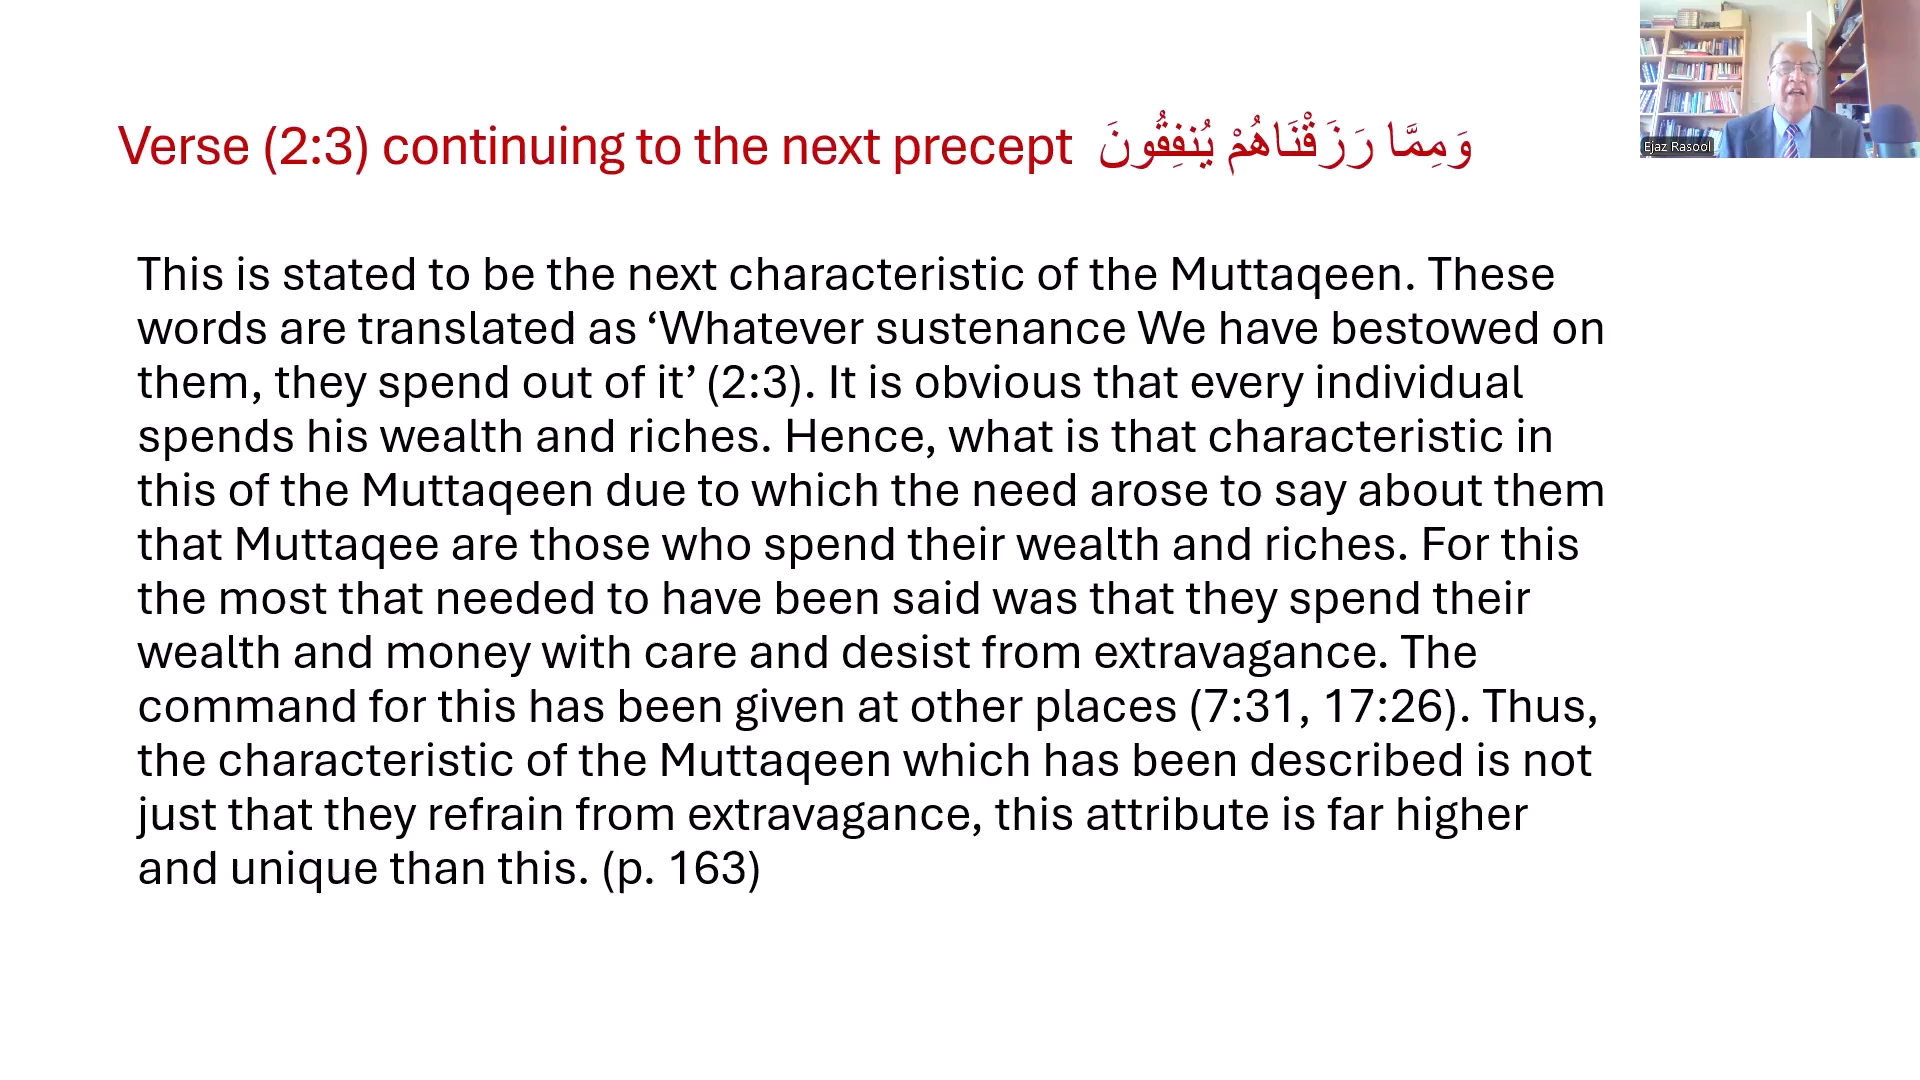 Verse (2:3) continuing to the next precept وَمِمَّا رَزَقْنَاهُمْ يُنفِقُونَ
Ejaz Rasool
This is stated to be the next characteristic of the Muttaqeen. These
words are translated as ‘Whatever sustenance We have bestowed on
them, they spend out of it’ (2:3). It is obvious that every individual
spends his wealth and riches. Hence, what is that characteristic in
this of the Muttaqeen due to which the need arose to say about them
that Muttaqee are those who spend their wealth and riches. For this
the most that needed to have been said was that they spend their
wealth and money with care and desist from extravagance. The
command for this has been given at other places (7:31, 17:26). Thus,
the characteristic of the Muttaqeen which has been described is not
just that they refrain from extravagance, this attribute is far higher
and unique than this. (p. 163)